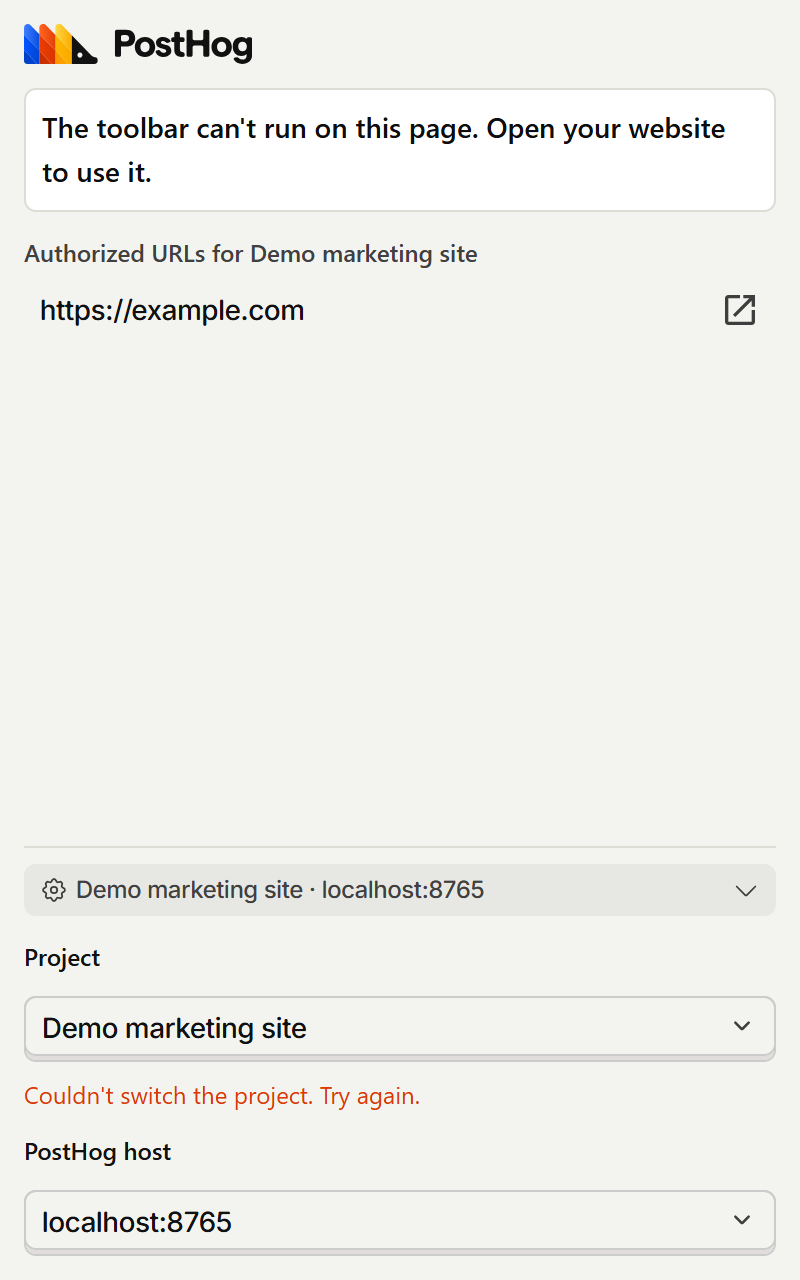 PostHog
The toolbar can't run on this page. Open your website
to use it.
Authorized URLs for Demo marketing site
https://example.com
Demo marketing site · localhost:8765
Project
Demo marketing site
Couldn't switch the project. Try again.
PostHog host
localhost:8765